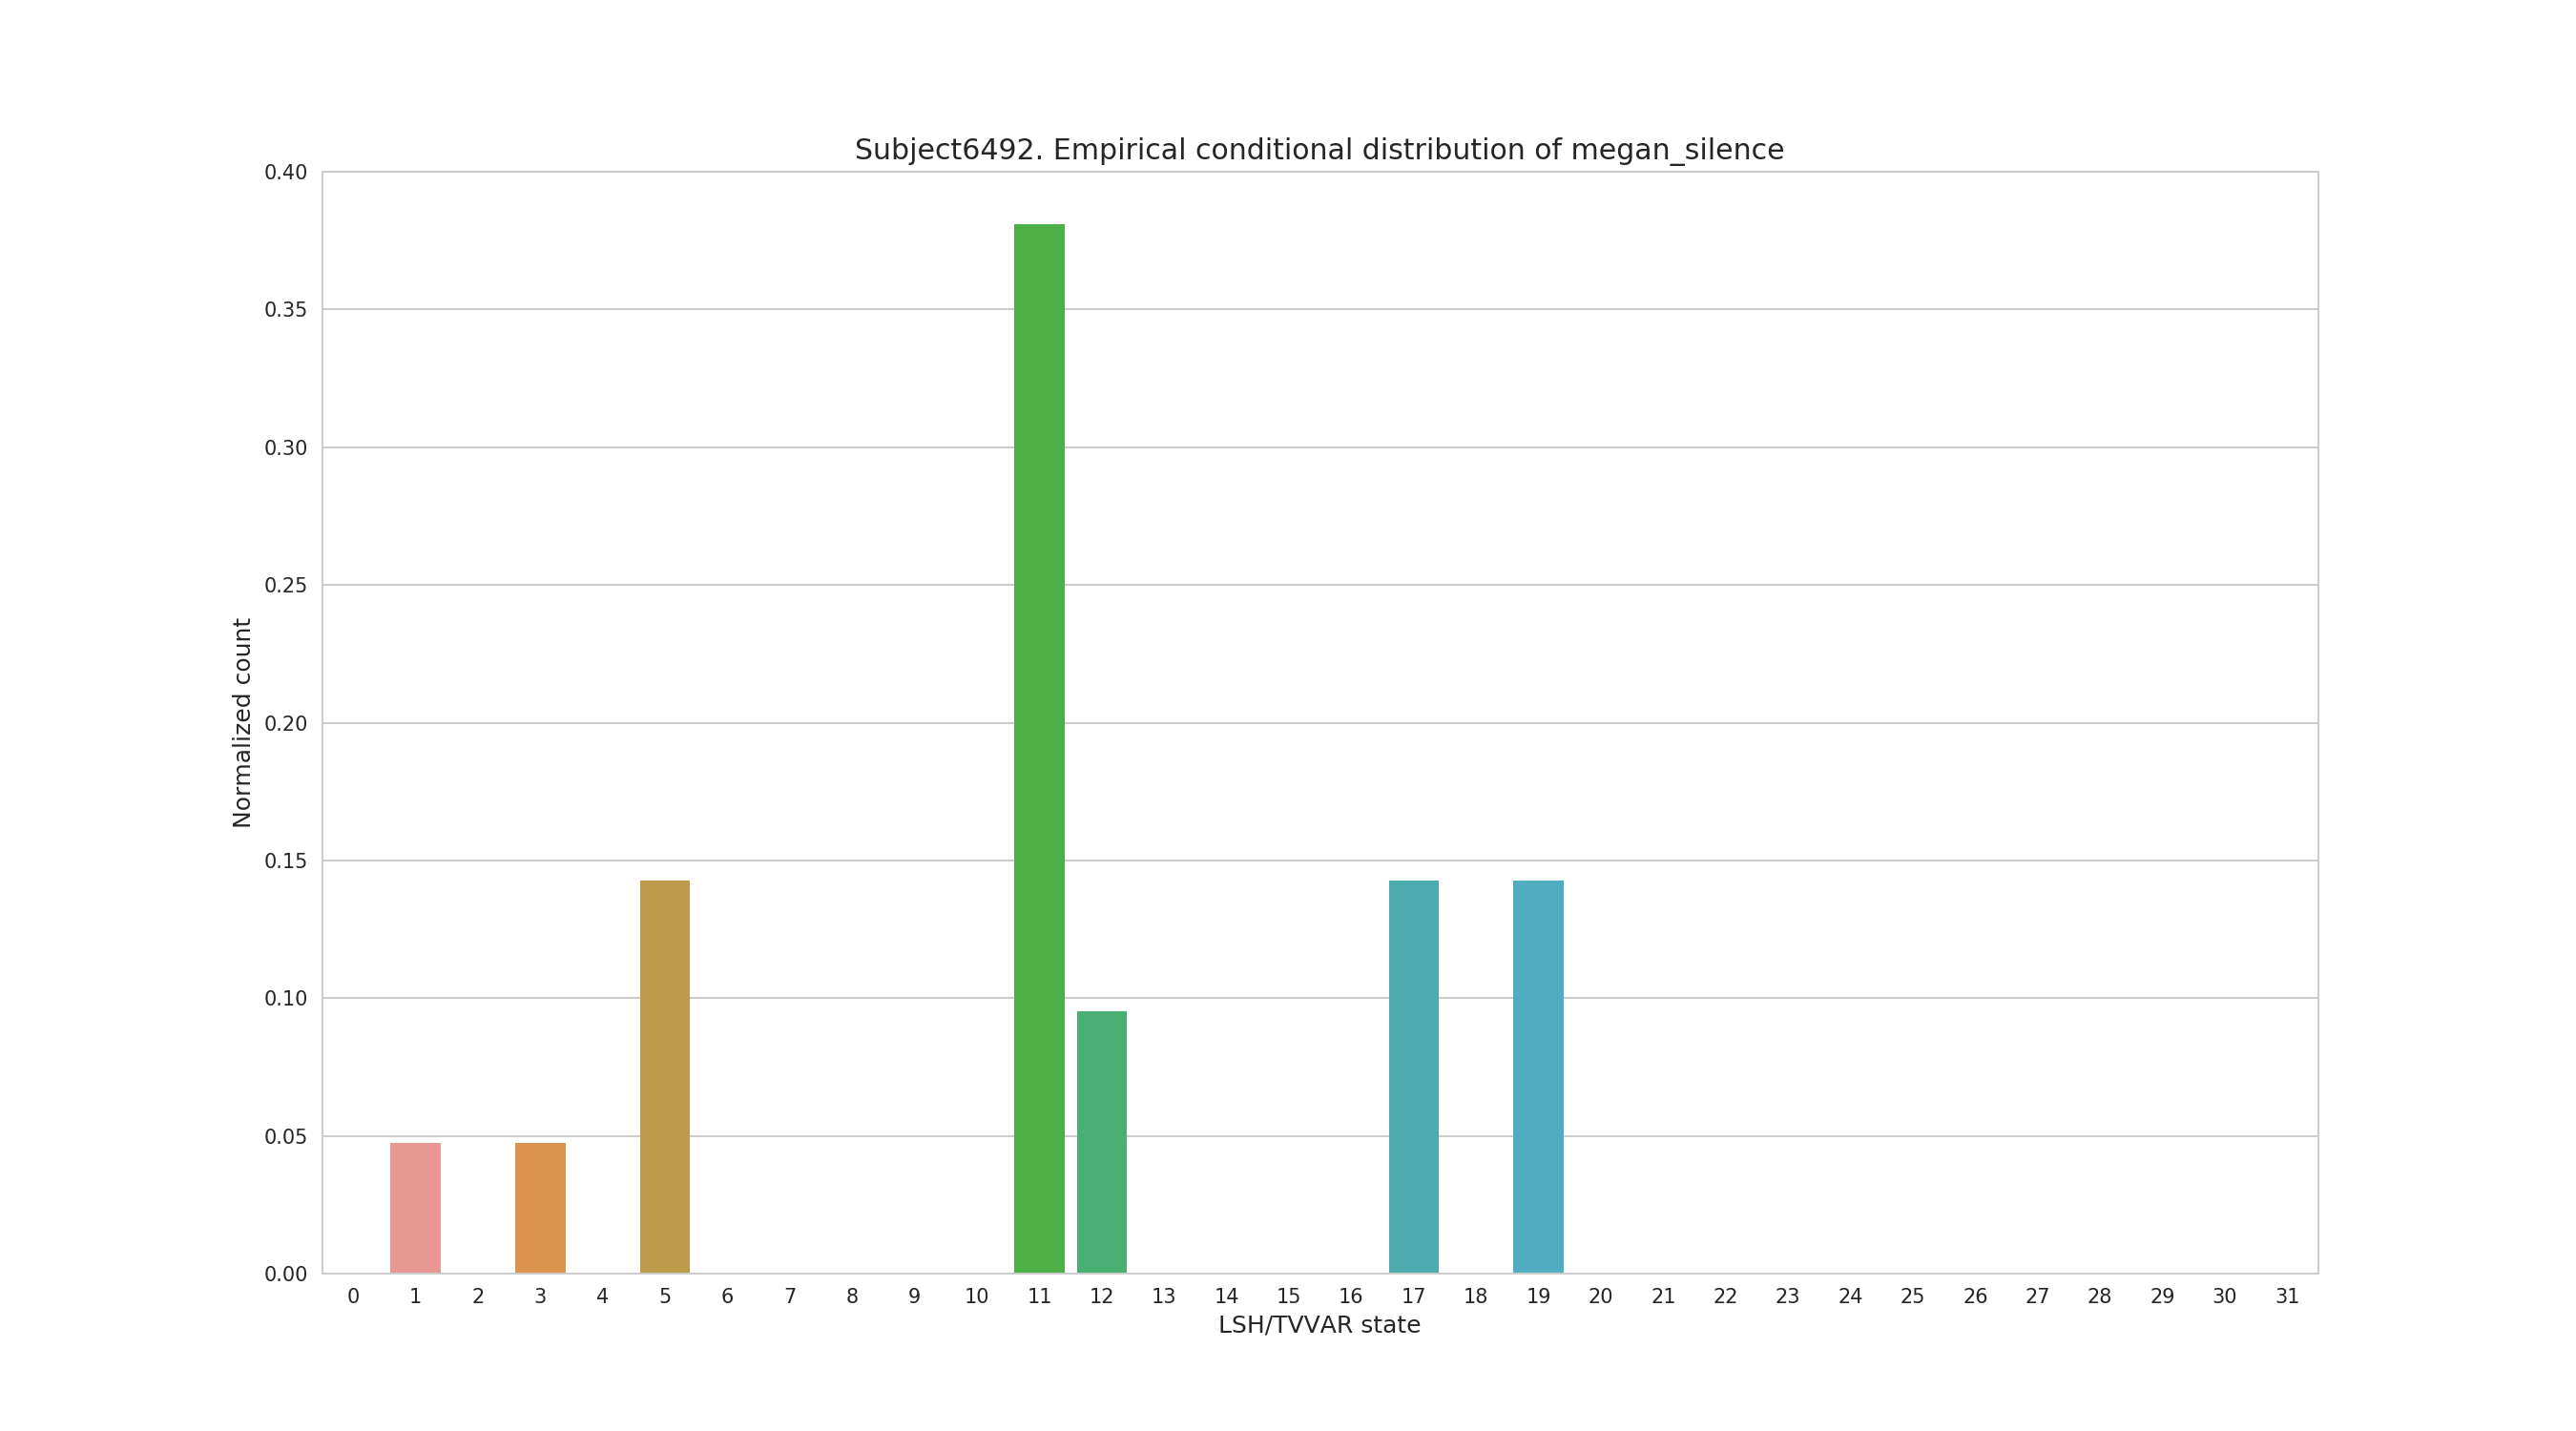 Subject6492. Empirical conditional distribution of megan_silence
0.40
0.35
0.30
0.25
0.20
0.15
0.10
0.05
0.00
Normalized count
0 1 2 3 4 5 6 7 8 9 10 11 12 13 14 15 16 17 18 19 20 21 22 23 24 25 26 27 28 29 30 31
LSH/TVVAR state